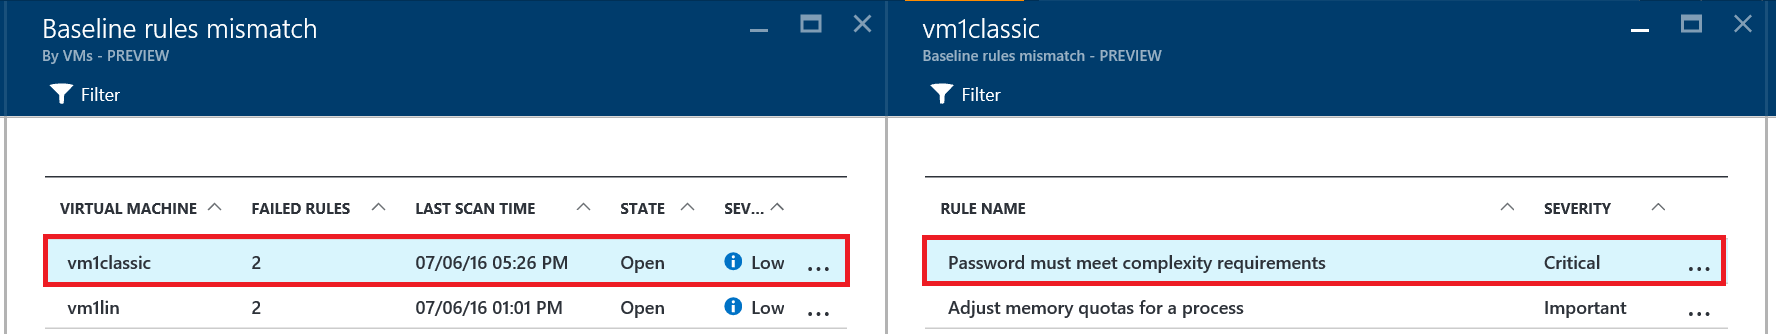 Baseline rules mismatch
By VMs - PREVIEW
Filter
VIRTUAL MACHINE FAILED RULES LAST SCAN TIME STATE SEV...
vm1classic 2 07/06/16 05:26 PM Open Low ...
vm1lin 2 07/06/16 01:01 PM Open Low ...
vm1classic
Baseline rules mismatch - PREVIEW
Filter
RULE NAME SEVERITY
Password must meet complexity requirements Critical ...
Adjust memory quotas for a process Important ...